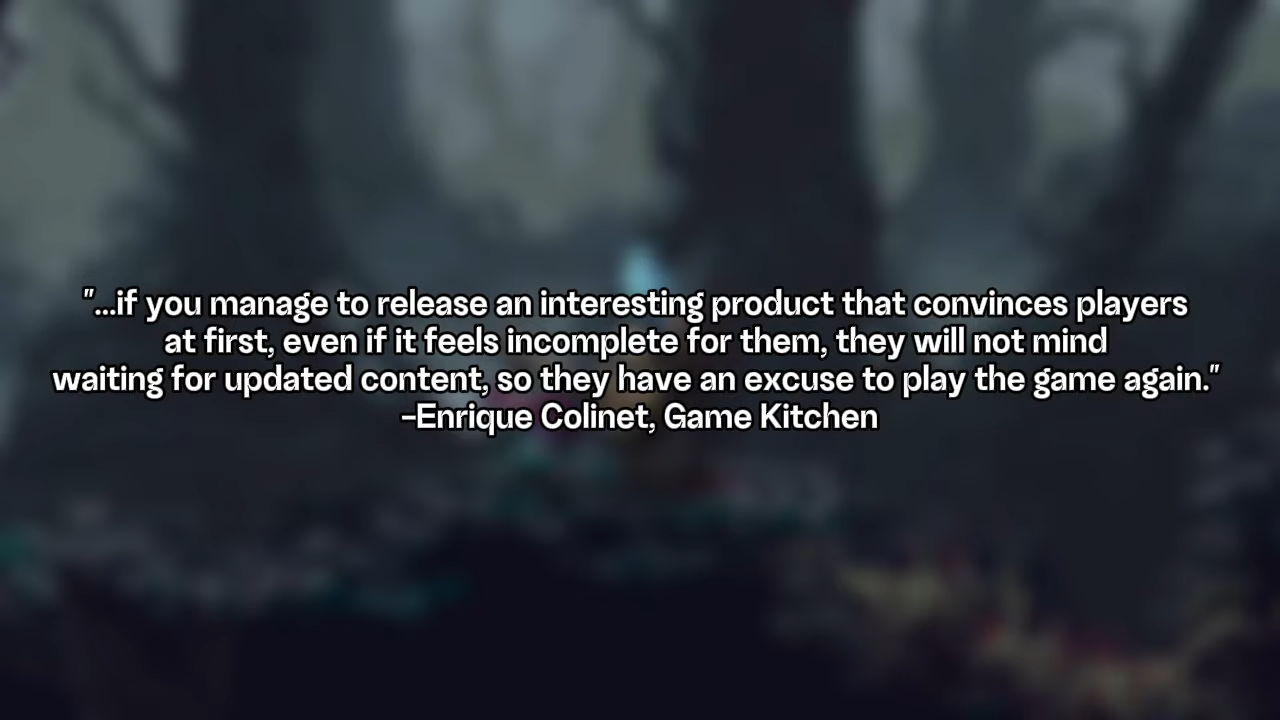 "...if you manage to release an interesting product that convinces players
at first, even if it feels incomplete for them, they will not mind
waiting for updated content, so they have an excuse to play the game again."
-Enrique Colinet, Game Kitchen